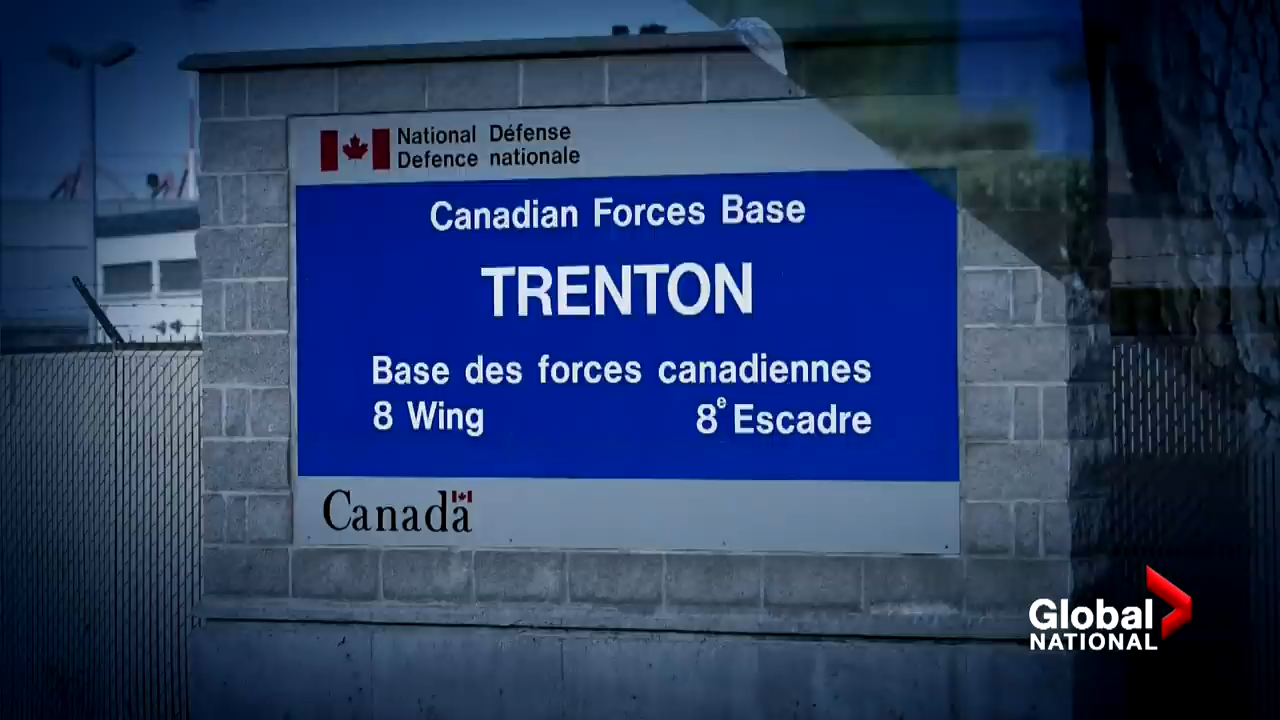 National Défense
Defence nationale
Canadian Forces Base
TRENTON
Base des forces canadiennes
8 Wing 8e Escadre
Canada
Global
NATIONAL